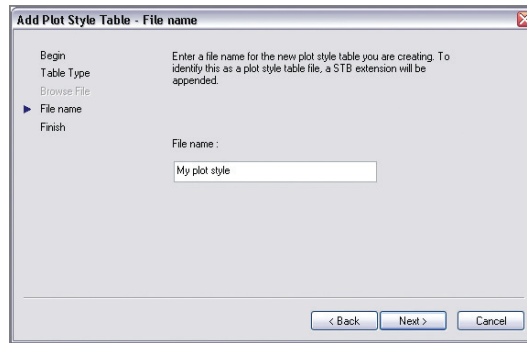 Add Plot Style Table - File name
Begin
Table Type
Browse File
File name
Finish
Enter a file name for the new plot style table you are creating. To
identify this as a plot style table file, a STB extension will be
appended.
File name :
My plot style
< Back
Next >
Cancel